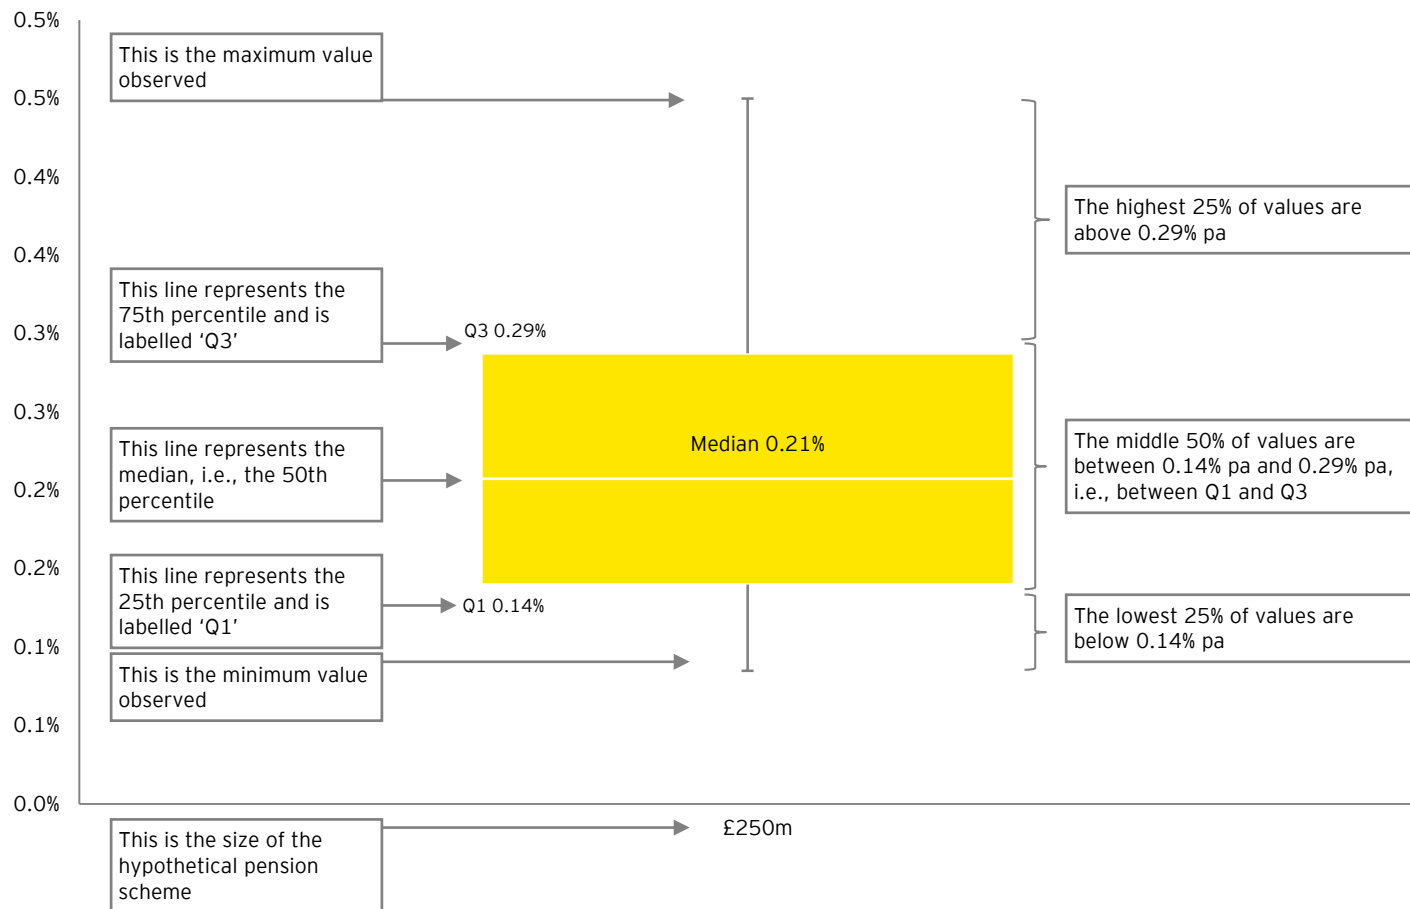 0.5%
This is the maximum value
observed
0.5%
0.4%
The highest 25% of values are
above 0.29% pa
0.4%
This line represents the
75th percentile and is
labelled ‘Q3’
0.3%
Q3 0.29%
0.3%
This line represents the
median, i.e., the 50th
percentile
Median 0.21%
The middle 50% of values are
between 0.14% pa and 0.29% pa,
i.e., between Q1 and Q3
0.2%
0.2%
This line represents the
25th percentile and is
labelled ‘Q1’
Q1 0.14%
The lowest 25% of values are
below 0.14% pa
0.1%
This is the minimum value
observed
0.1%
0.0%
This is the size of the
hypothetical pension
scheme
£250m